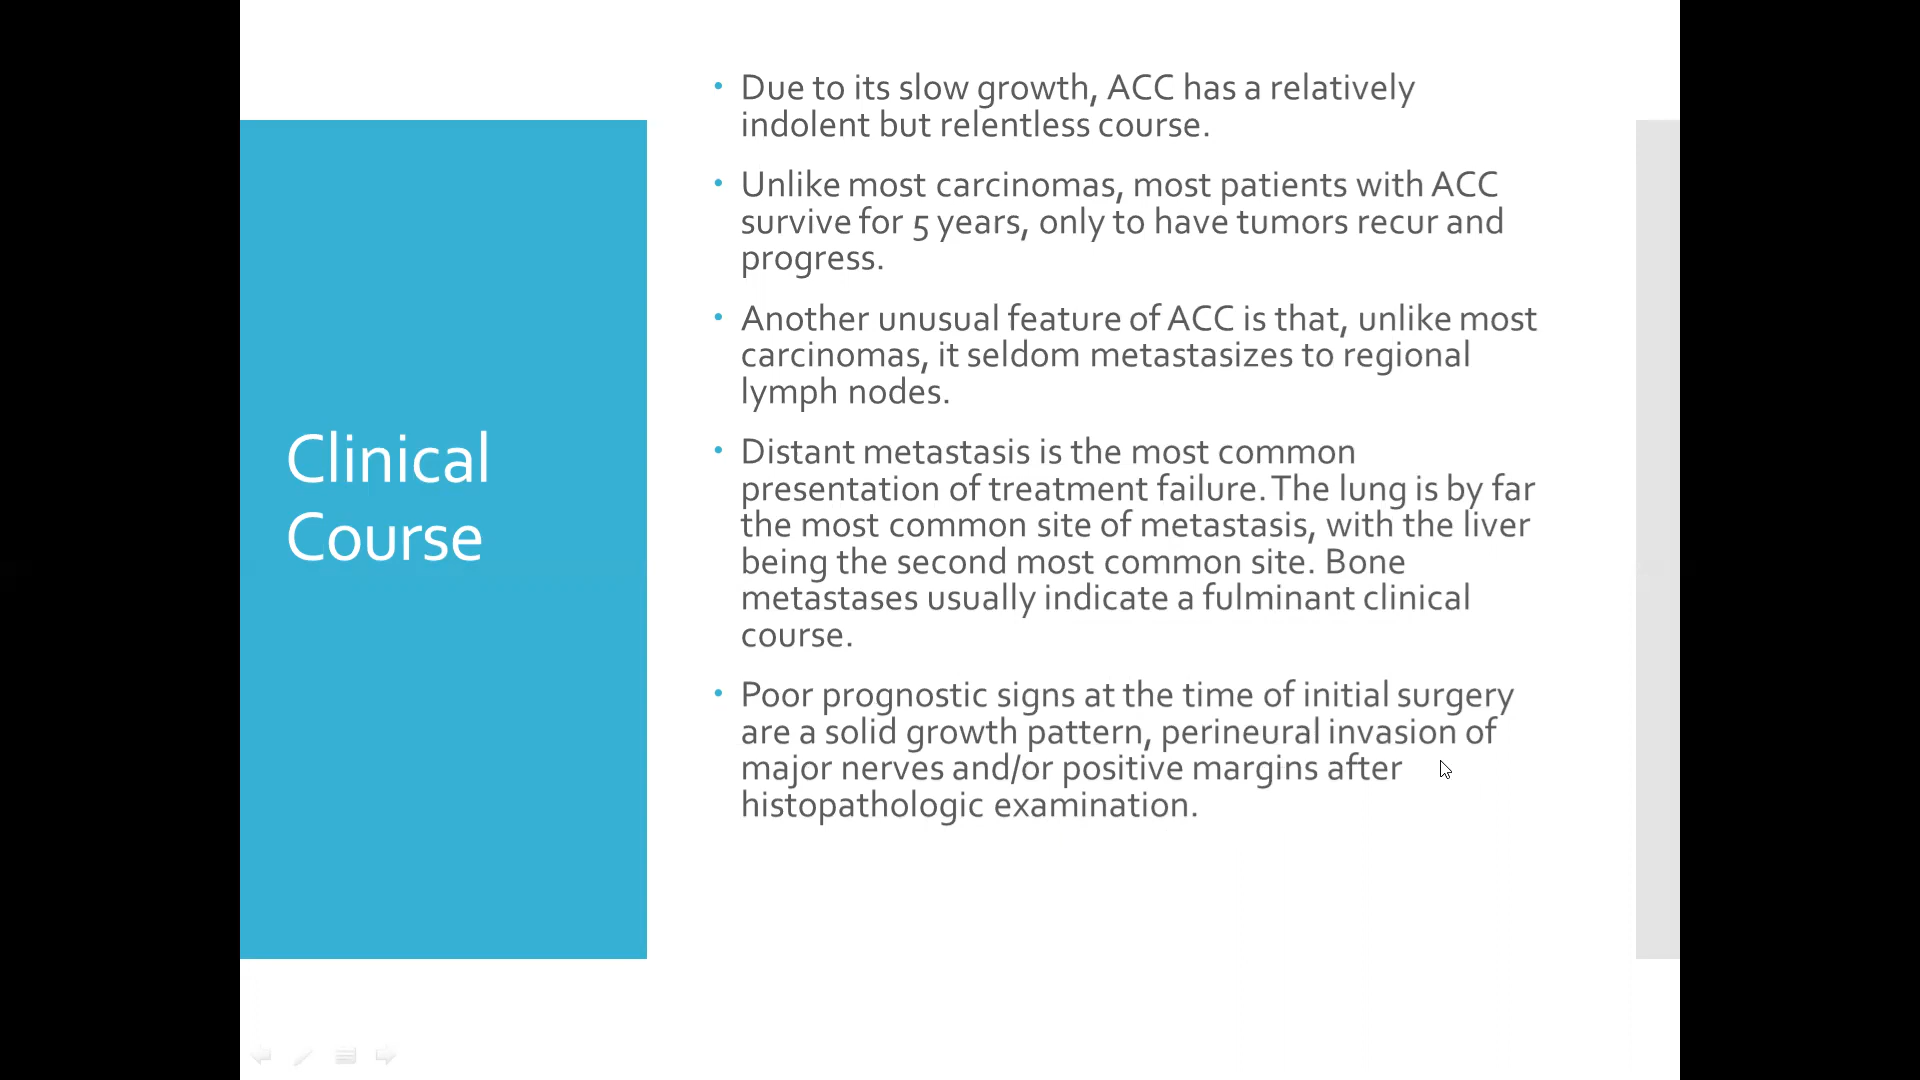 Clinical
Course
• Due to its slow growth, ACC has a relatively
indolent but relentless course.
• Unlike most carcinomas, most patients with ACC
survive for 5 years, only to have tumors recur and
progress.
• Another unusual feature of ACC is that, unlike most
carcinomas, it seldom metastasizes to regional
lymph nodes.
• Distant metastasis is the most common
presentation of treatment failure. The lung is by far
the most common site of metastasis, with the liver
being the second most common site. Bone
metastases usually indicate a fulminant clinical
course.
• Poor prognostic signs at the time of initial surgery
are a solid growth pattern, perineural invasion of
major nerves and/or positive margins after
histopathologic examination.